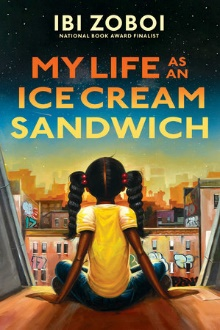 IBI ZOBOI
NATIONAL BOOK AWARD FINALIST
MY LIFE AS AN
ICE CREAM
SANDWICH